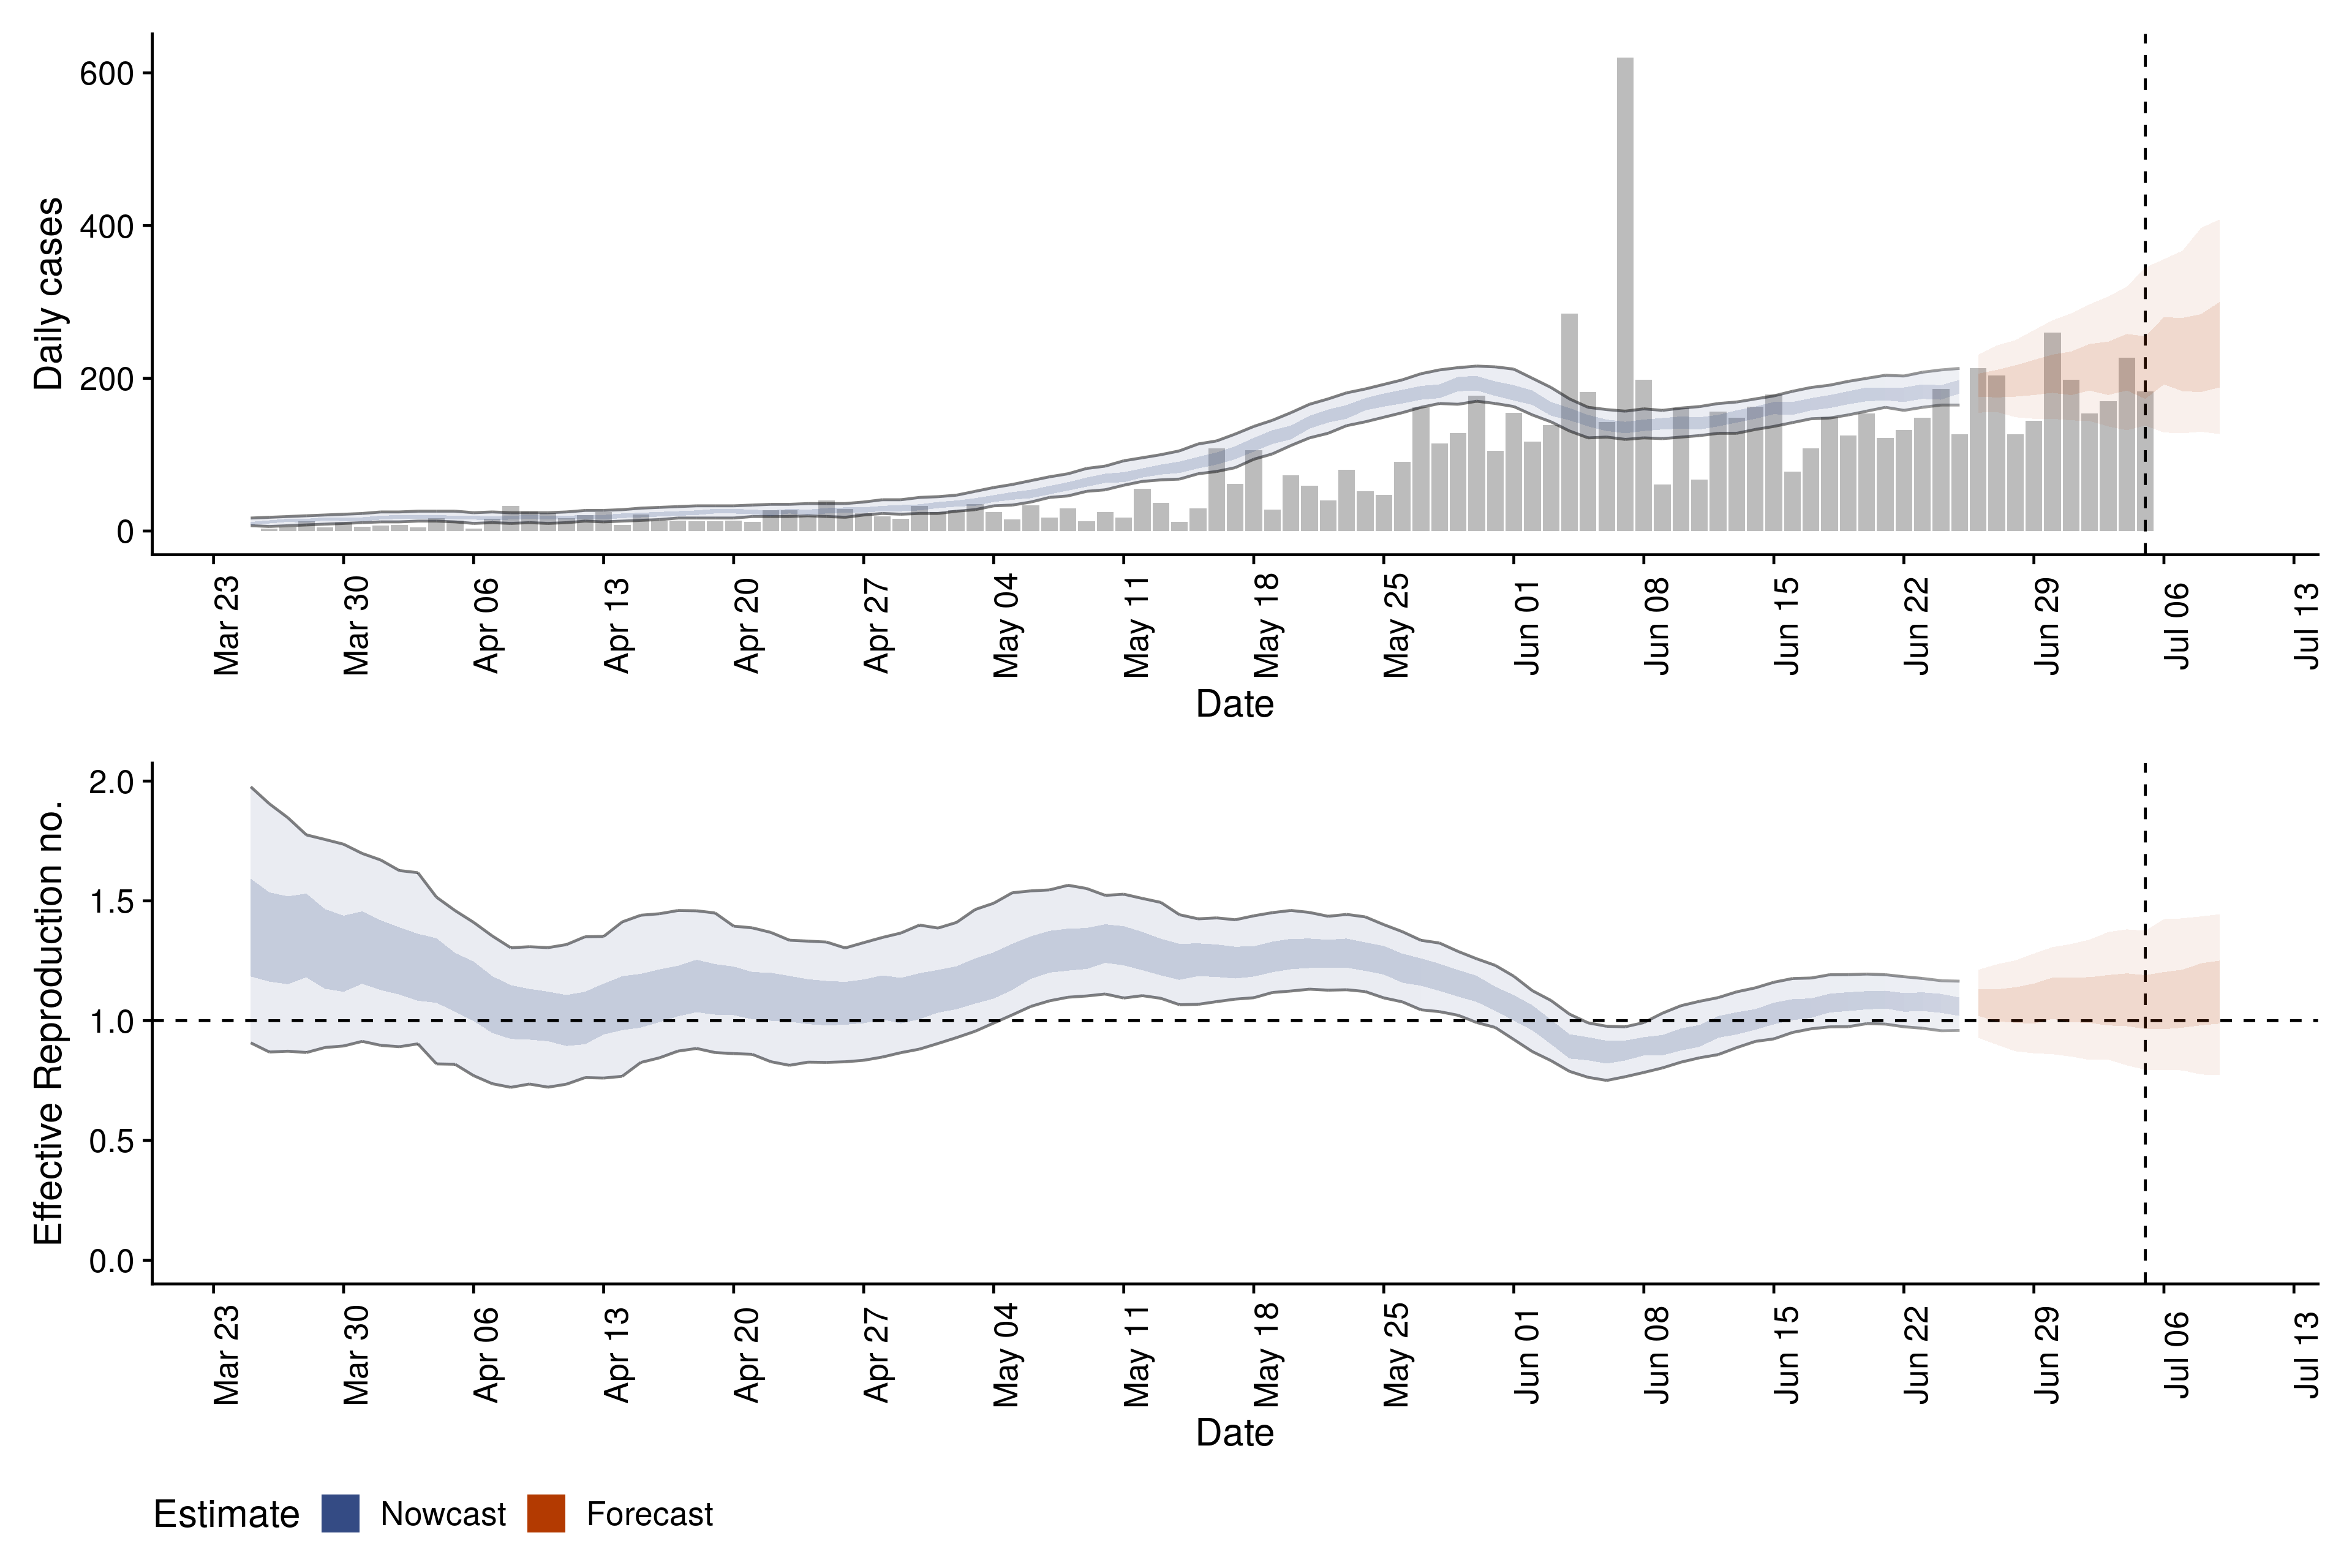 Daily cases
600
400
200
0
Mar 23
Mar 30
Apr 06
Apr 13
Apr 20
Apr 27
May 04
May 11
May 18
May 25
Jun 01
Jun 08
Jun 15
Jun 22
Jun 29
Jul 06
Jul 13
Date
Effective Reproduction no.
2.0
1.5
1.0
0.5
0.0
Mar 23
Mar 30
Apr 06
Apr 13
Apr 20
Apr 27
May 04
May 11
May 18
May 25
Jun 01
Jun 08
Jun 15
Jun 22
Jun 29
Jul 06
Jul 13
Date
Estimate Nowcast Forecast